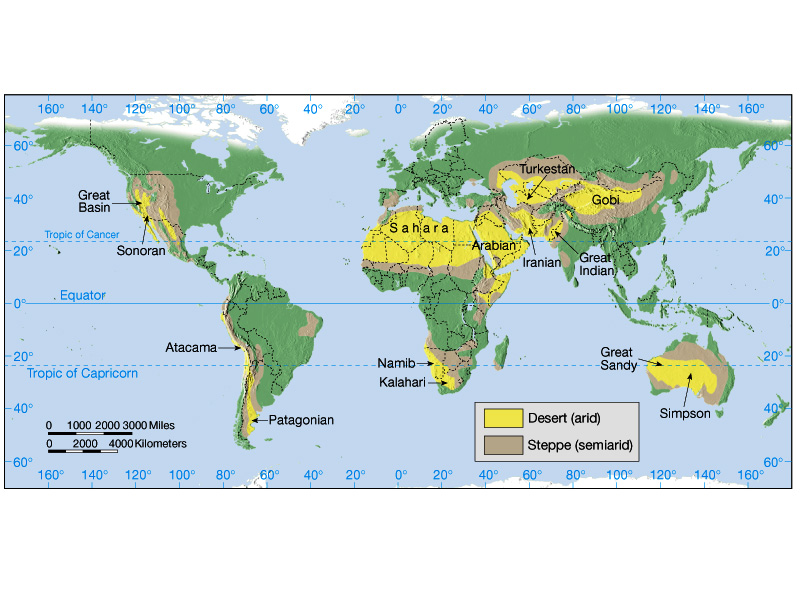 160° 120° 120° 100° 80° 60° 40° 20° 0° 20° 40° 60° 80° 100° 120° 140° 160°
60° 60°
Turkestan
40° Great Basin Gobi 40°
Sahara
Tropic of Cancer
20° Sonoran Arabian Iranian Great Indian 20°
Equator
0° 0°
Atacama
Great Sandy
20° Namib 20°
Tropic of Capricorn
Kalahari
Simpson
40° Patagonian 40°
Desert (arid)
Steppe (semiarid)
0 1000 2000 3000 Miles
0 2000 4000 Kilometers
60° 60°
160° 140° 120° 100° 80° 60° 40° 20° 0° 20° 40° 60° 80° 100° 120° 140° 160°